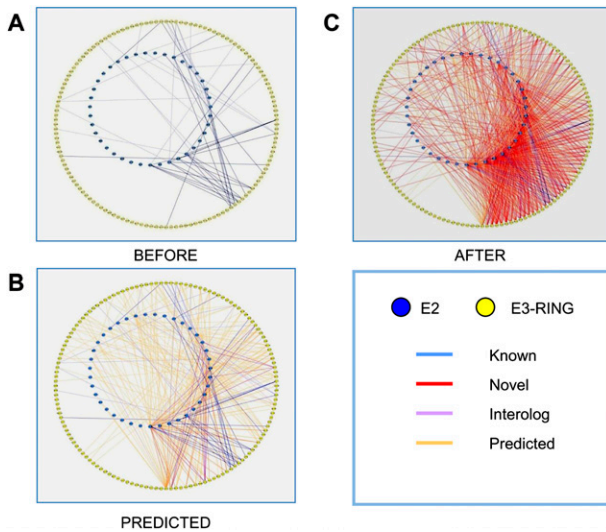 A
BEFORE
B
PREDICTED
C
AFTER
E2 E3-RING
Known
Novel
Interolog
Predicted